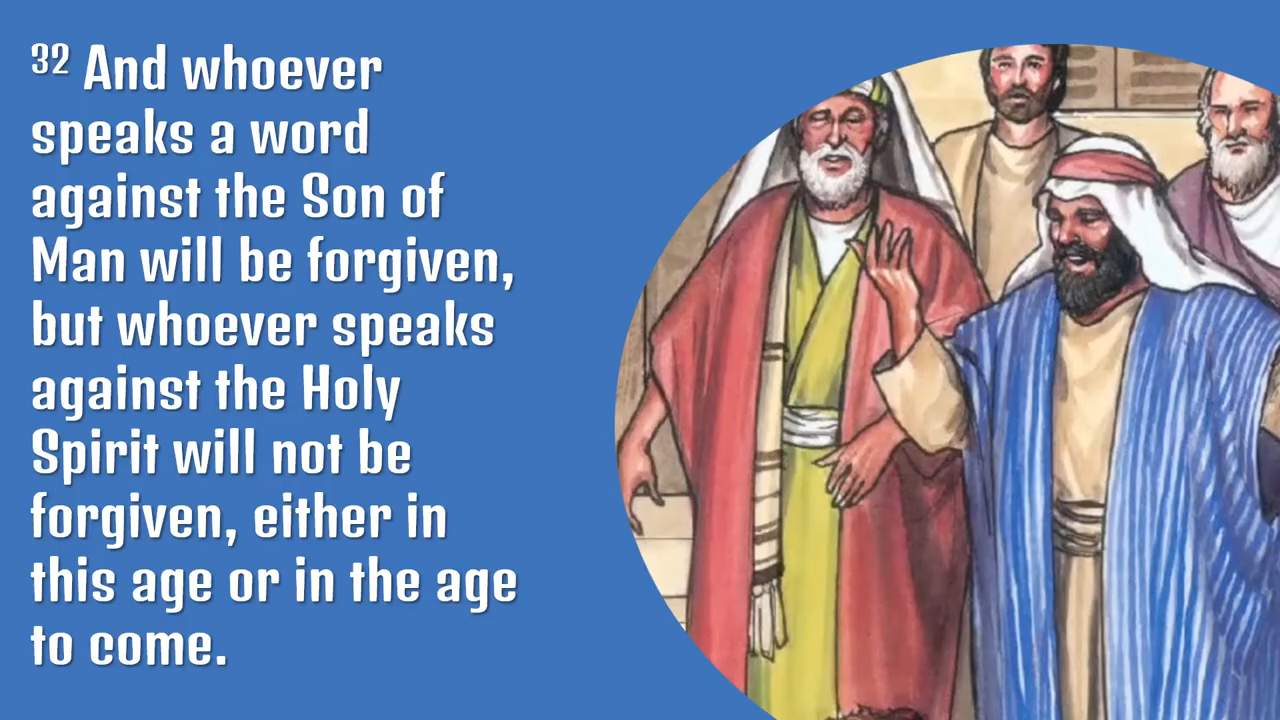 ³² And whoever
speaks a word
against the Son of
Man will be forgiven,
but whoever speaks
against the Holy
Spirit will not be
forgiven, either in
this age or in the age
to come.